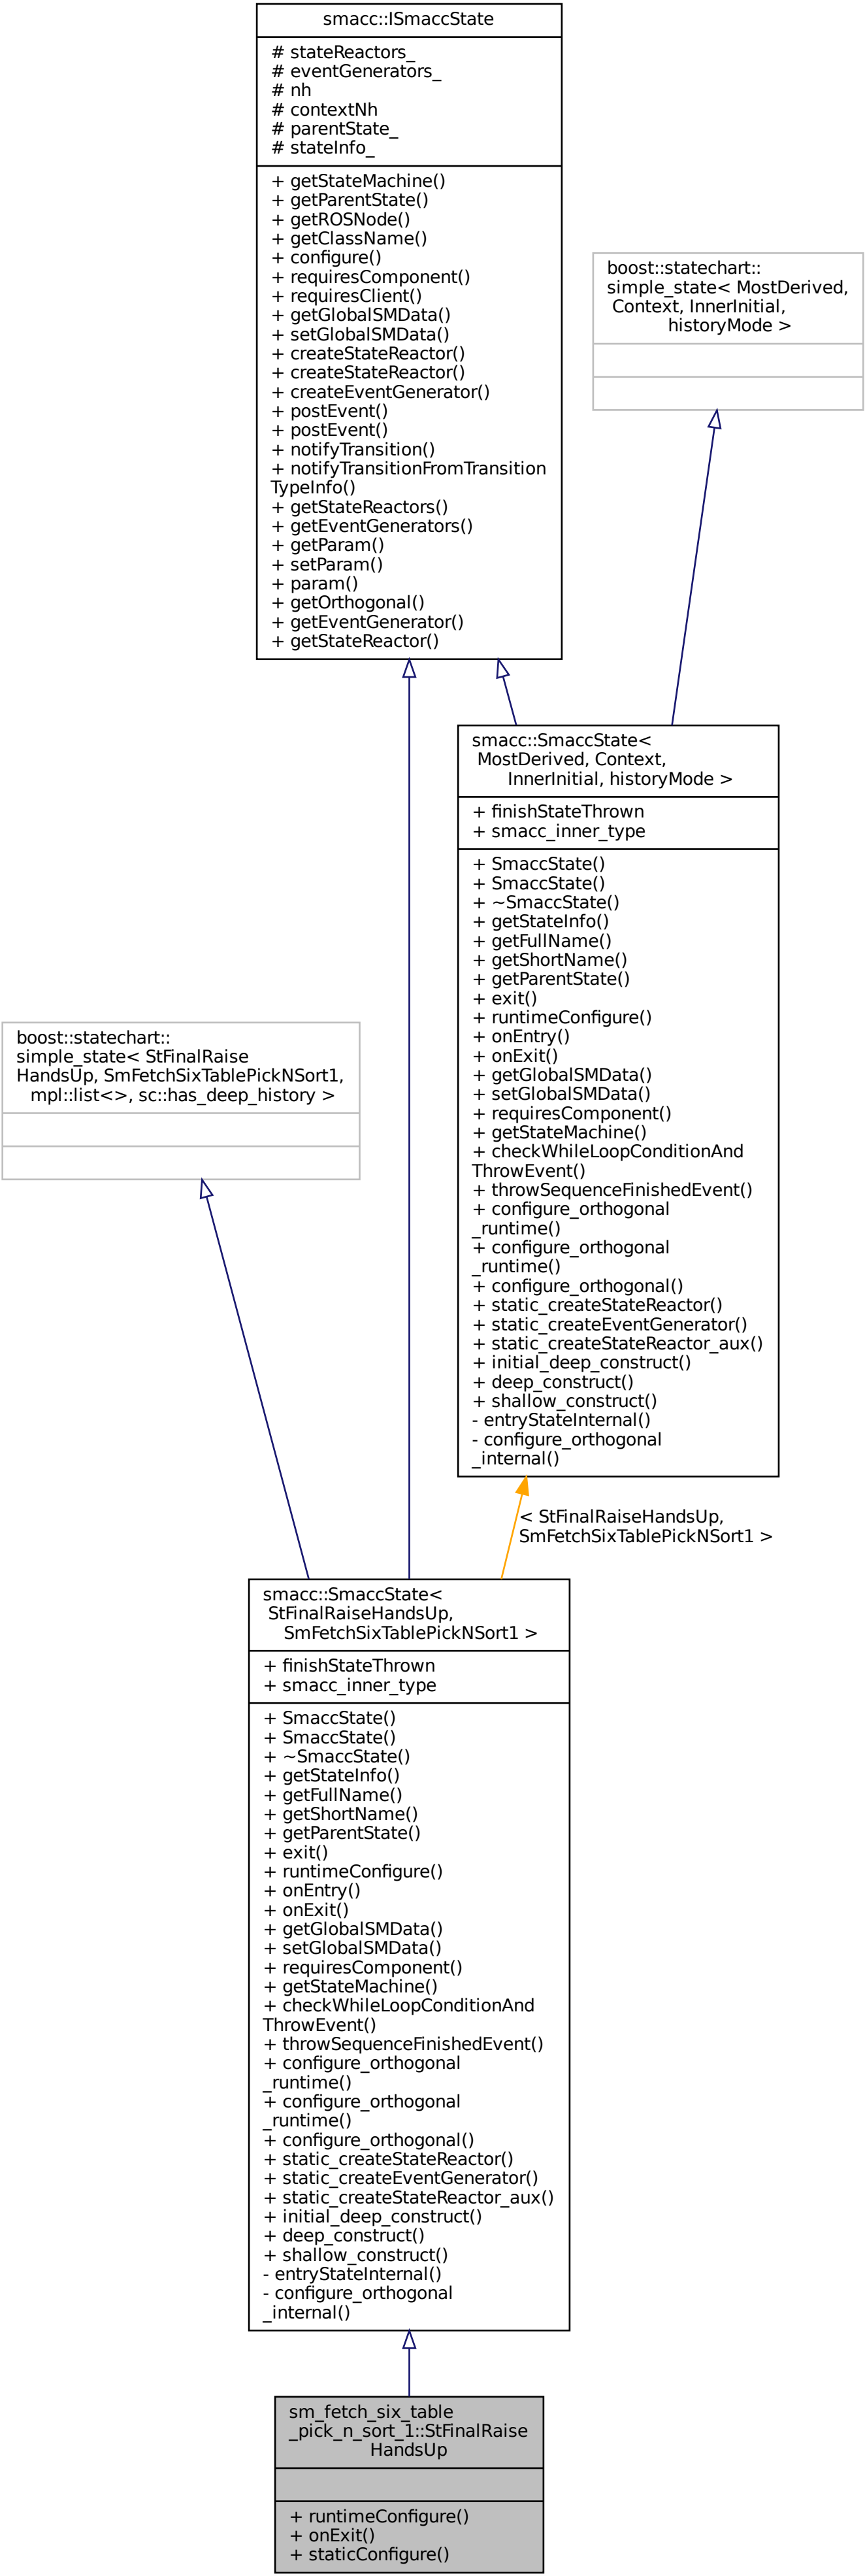 smacc::ISmaccState
# stateReactors_
# eventGenerators_
# nh
# contextNh
# parentState_
# stateInfo_
+ getStateMachine()
+ getParentState()
+ getROSNode()
+ getClassName()
+ configure()
+ requiresComponent()
+ requiresClient()
+ getGlobalSMData()
+ setGlobalSMData()
+ createStateReactor()
+ createStateReactor()
+ createEventGenerator()
+ postEvent()
+ postEvent()
+ notifyTransition()
+ notifyTransitionFromTransition
TypeInfo()
+ getStateReactors()
+ getEventGenerators()
+ getParam()
+ setParam()
+ param()
+ getOrthogonal()
+ getEventGenerator()
+ getStateReactor()
boost::statechart::
simple_state< MostDerived,
Context, InnerInitial,
historyMode >
smacc::SmaccState<
MostDerived, Context,
InnerInitial, historyMode >
+ finishStateThrown
+ smacc_inner_type
+ SmaccState()
+ SmaccState()
+ ~SmaccState()
+ getStateInfo()
+ getFullName()
+ getShortName()
+ getParentState()
+ exit()
+ runtimeConfigure()
+ onEntry()
+ onExit()
+ getGlobalSMData()
+ setGlobalSMData()
+ requiresComponent()
+ getStateMachine()
+ checkWhileLoopConditionAnd
ThrowEvent()
+ throwSequenceFinishedEvent()
+ configure_orthogonal
_runtime()
+ configure_orthogonal
_runtime()
+ configure_orthogonal()
+ static_createStateReactor()
+ static_createEventGenerator()
+ static_createStateReactor_aux()
+ initial_deep_construct()
+ deep_construct()
+ shallow_construct()
- entryStateInternal()
- configure_orthogonal
_internal()
boost::statechart::
simple_state< StFinalRaise
HandsUp, SmFetchSixTablePickNSort1,
mpl::list<>, sc::has_deep_history >
< StFinalRaiseHandsUp,
SmFetchSixTablePickNSort1 >
smacc::SmaccState<
StFinalRaiseHandsUp,
SmFetchSixTablePickNSort1 >
+ finishStateThrown
+ smacc_inner_type
+ SmaccState()
+ SmaccState()
+ ~SmaccState()
+ getStateInfo()
+ getFullName()
+ getShortName()
+ getParentState()
+ exit()
+ runtimeConfigure()
+ onEntry()
+ onExit()
+ getGlobalSMData()
+ setGlobalSMData()
+ requiresComponent()
+ getStateMachine()
+ checkWhileLoopConditionAnd
ThrowEvent()
+ throwSequenceFinishedEvent()
+ configure_orthogonal
_runtime()
+ configure_orthogonal
_runtime()
+ configure_orthogonal()
+ static_createStateReactor()
+ static_createEventGenerator()
+ static_createStateReactor_aux()
+ initial_deep_construct()
+ deep_construct()
+ shallow_construct()
- entryStateInternal()
- configure_orthogonal
_internal()
sm_fetch_six_table
_pick_n_sort_1::StFinalRaise
HandsUp
+ runtimeConfigure()
+ onExit()
+ staticConfigure()